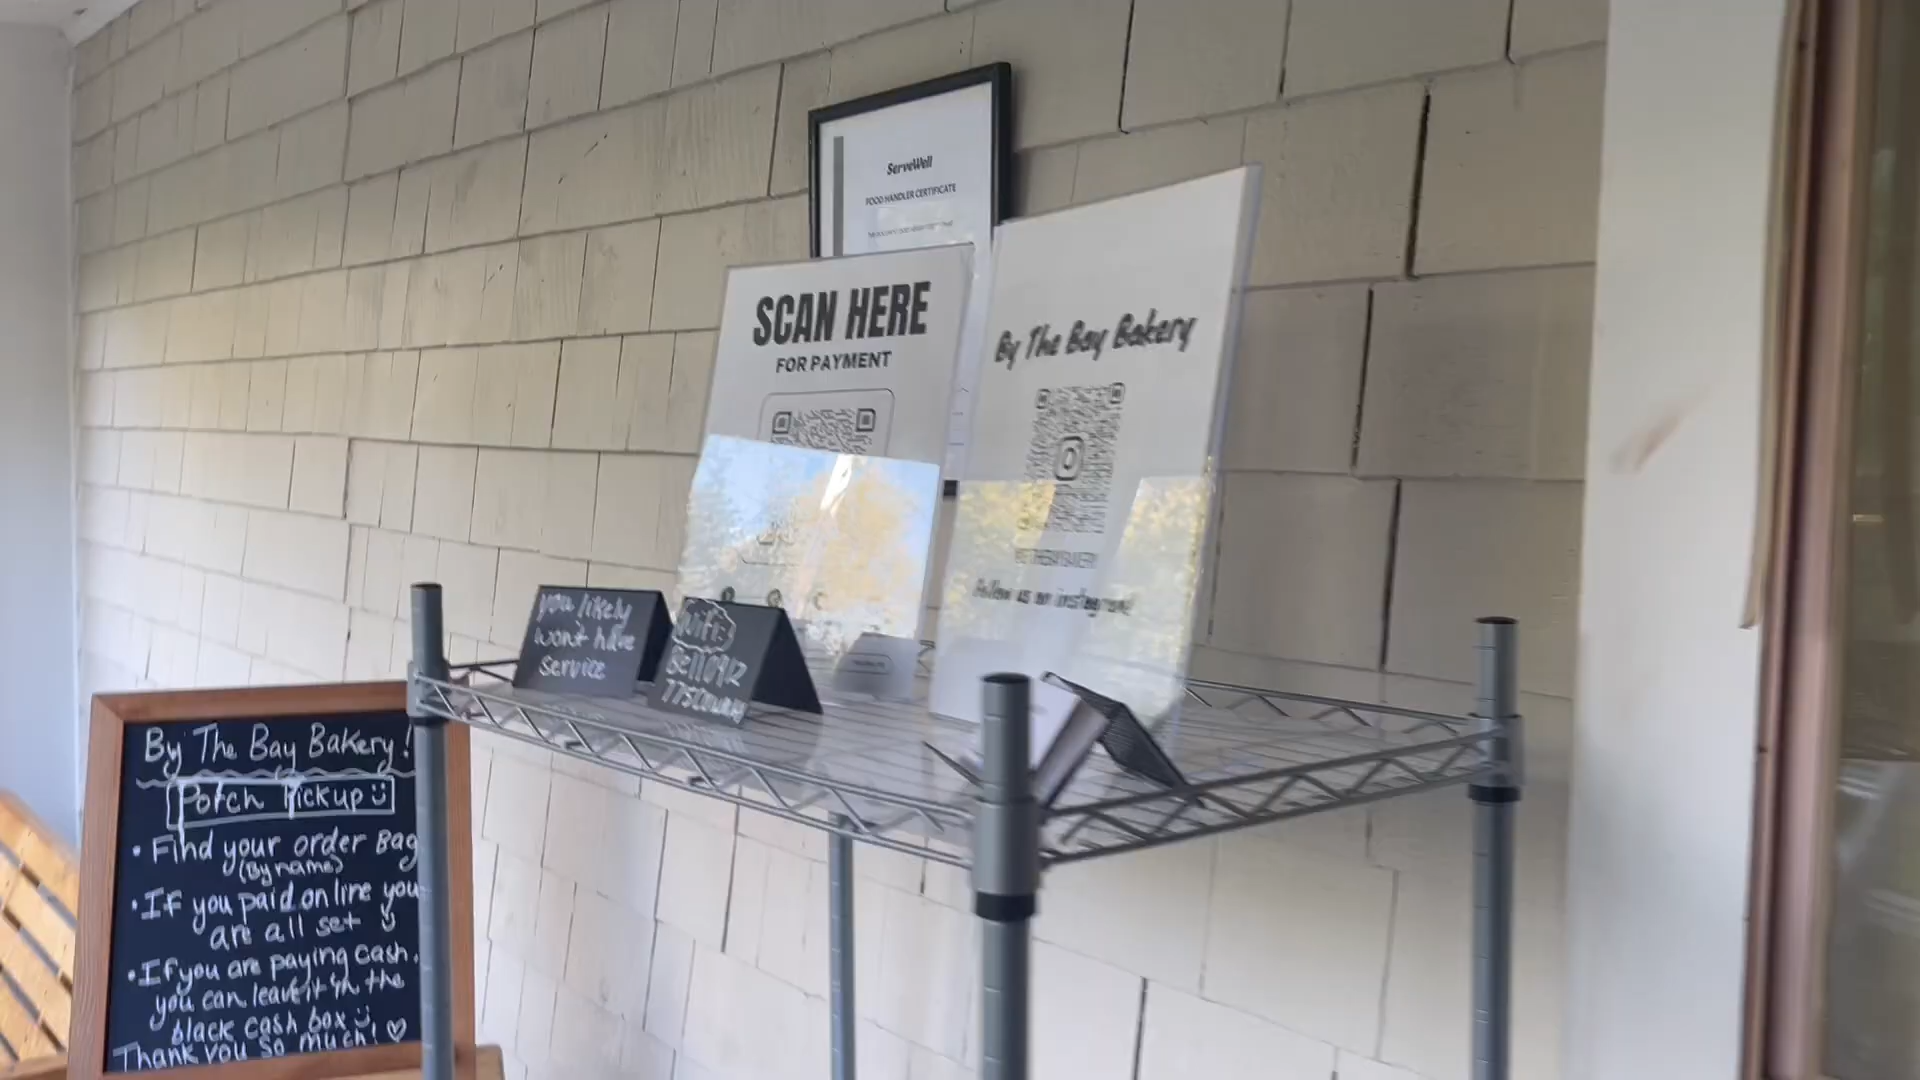 ServeWell
FOOD HANDLER CERTIFICATE
SCAN HERE
FOR PAYMENT
By The Bay Bakery
Follow us on instagram!
you likely
won't have
service
wifi:
Bell0912
By The Bay Bakery!
Porch Pickup
• Find your order Bag
(By name)
• If you paid online you
are all set
• If you are paying cash,
you can leave it in the
black cash box
Thank you so much!